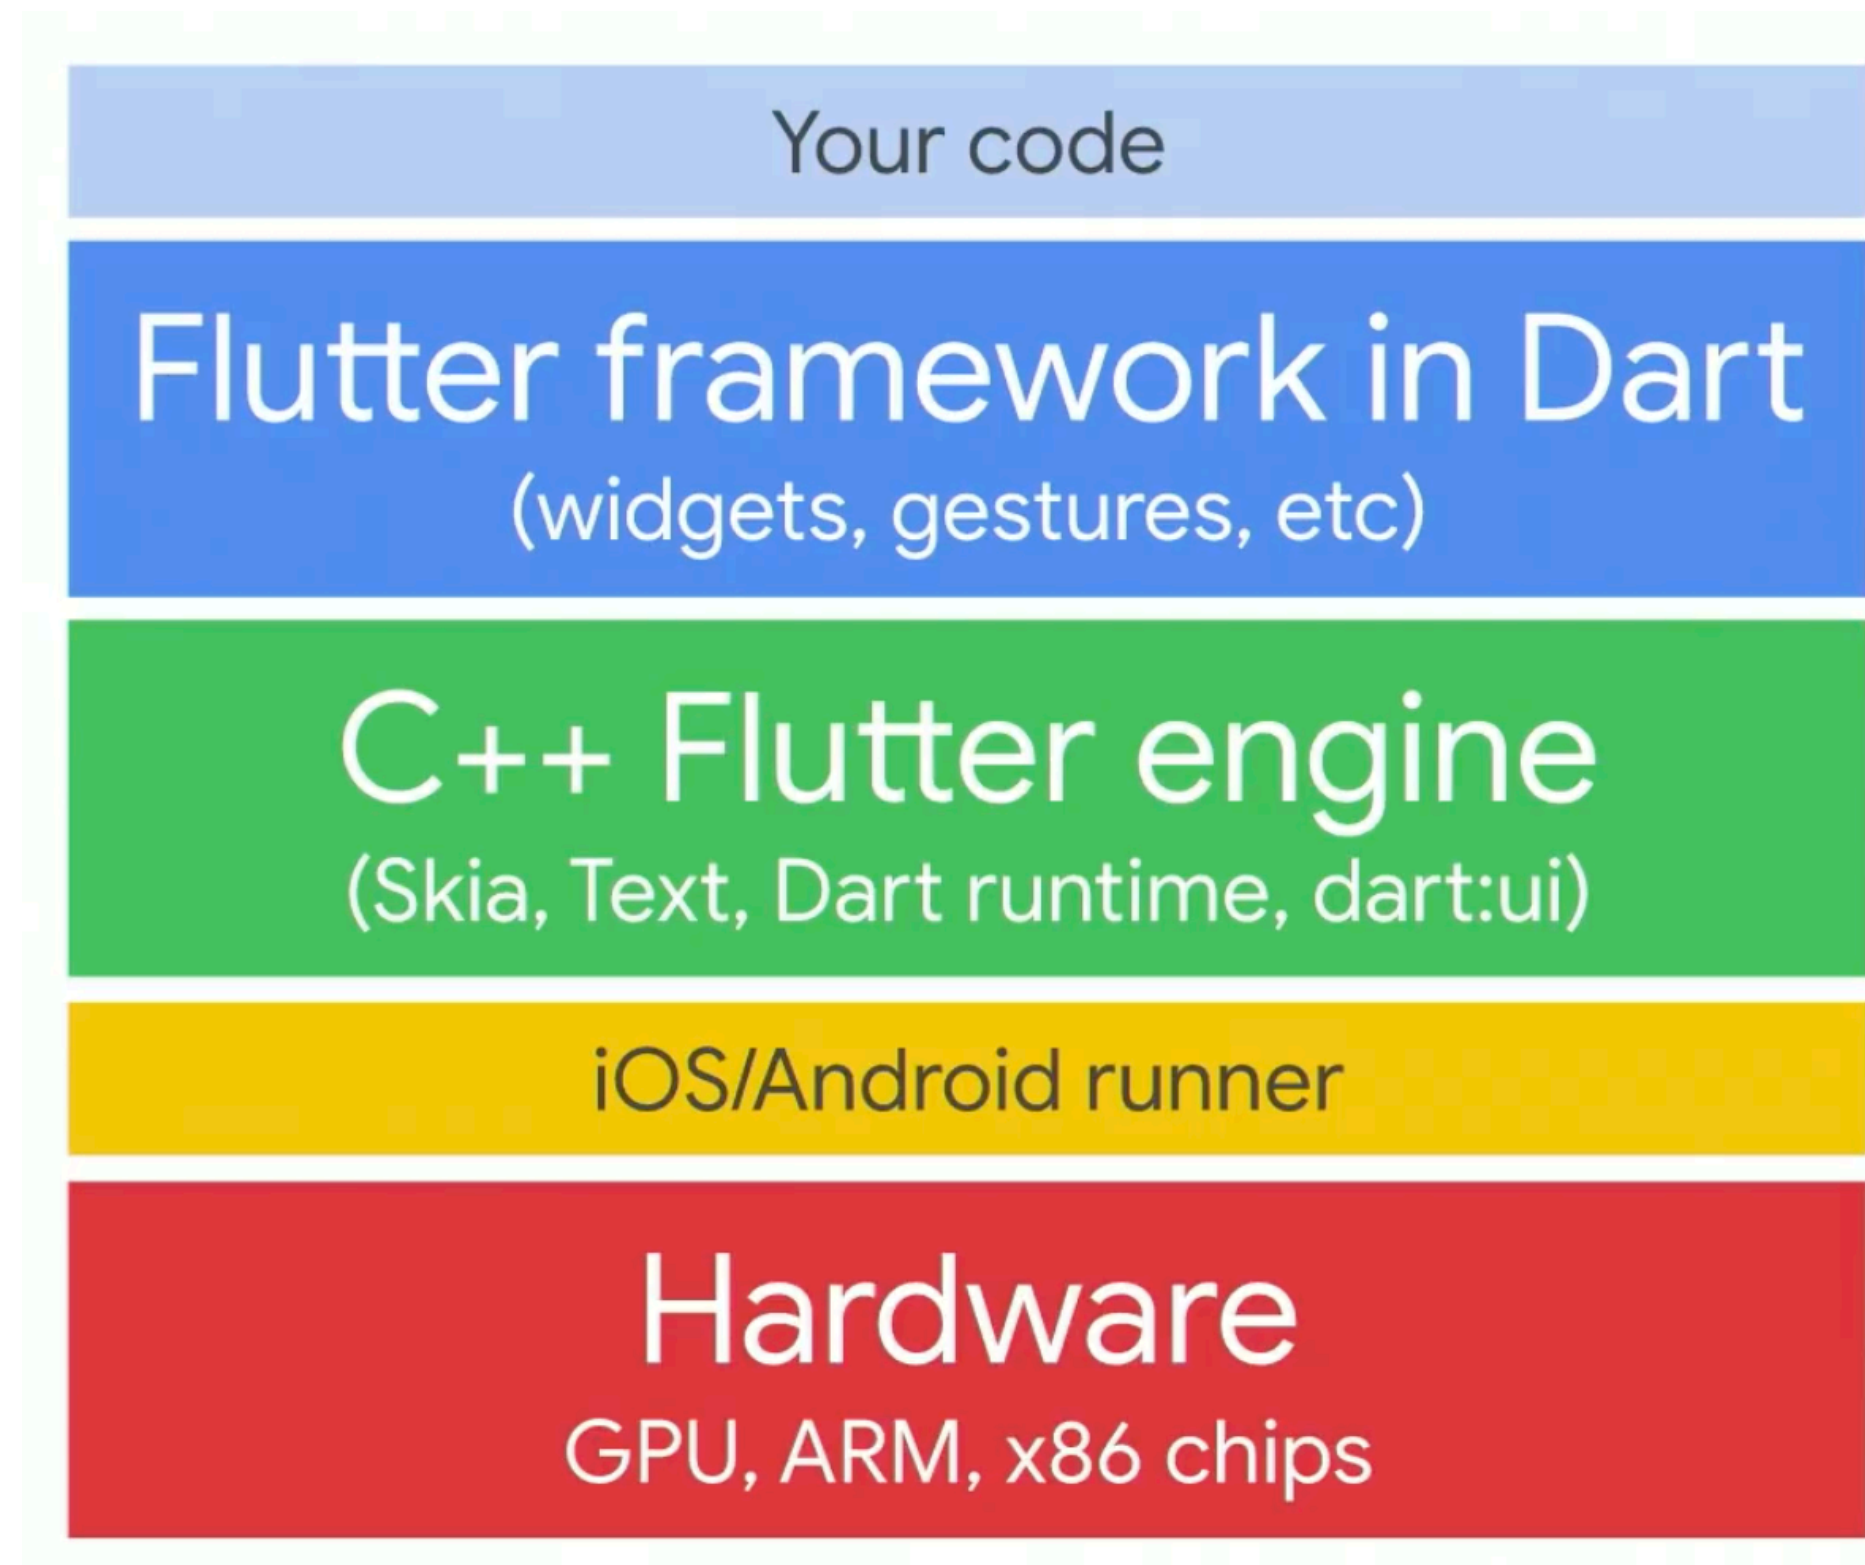 Your code
Flutter framework in Dart
(widgets, gestures, etc)
C++ Flutter engine
(Skia, Text, Dart runtime, dart:ui)
iOS/Android runner
Hardware
GPU, ARM, x86 chips